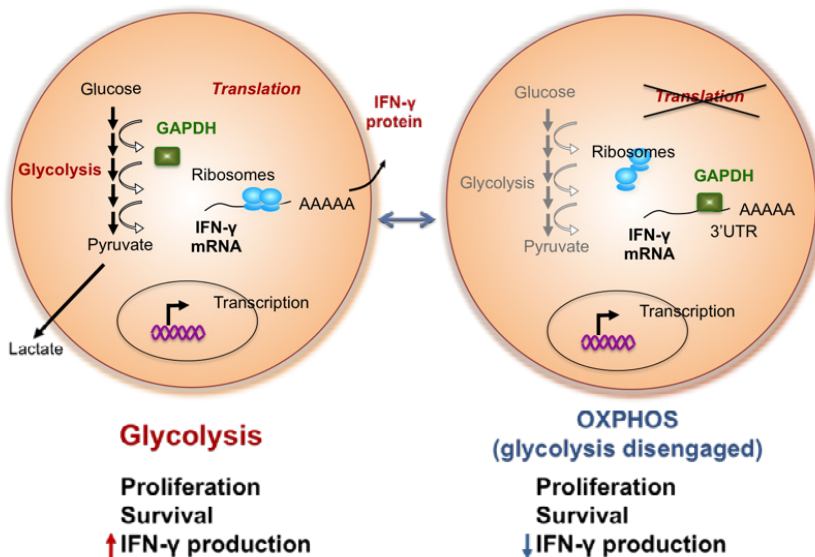 Glucose
Translation
GAPDH
Glycolysis
Ribosomes
AAAAA
IFN-γ
mRNA
Pyruvate
Transcription
Lactate
IFN-γ
protein
Glucose
Translation
Ribosomes
GAPDH
Glycolysis
AAAAA
IFN-γ
mRNA
3'UTR
Pyruvate
Transcription
Glycolysis
Proliferation
Survival
↑IFN-γ production
OXPHOS
(glycolysis disengaged)
Proliferation
Survival
↓IFN-γ production